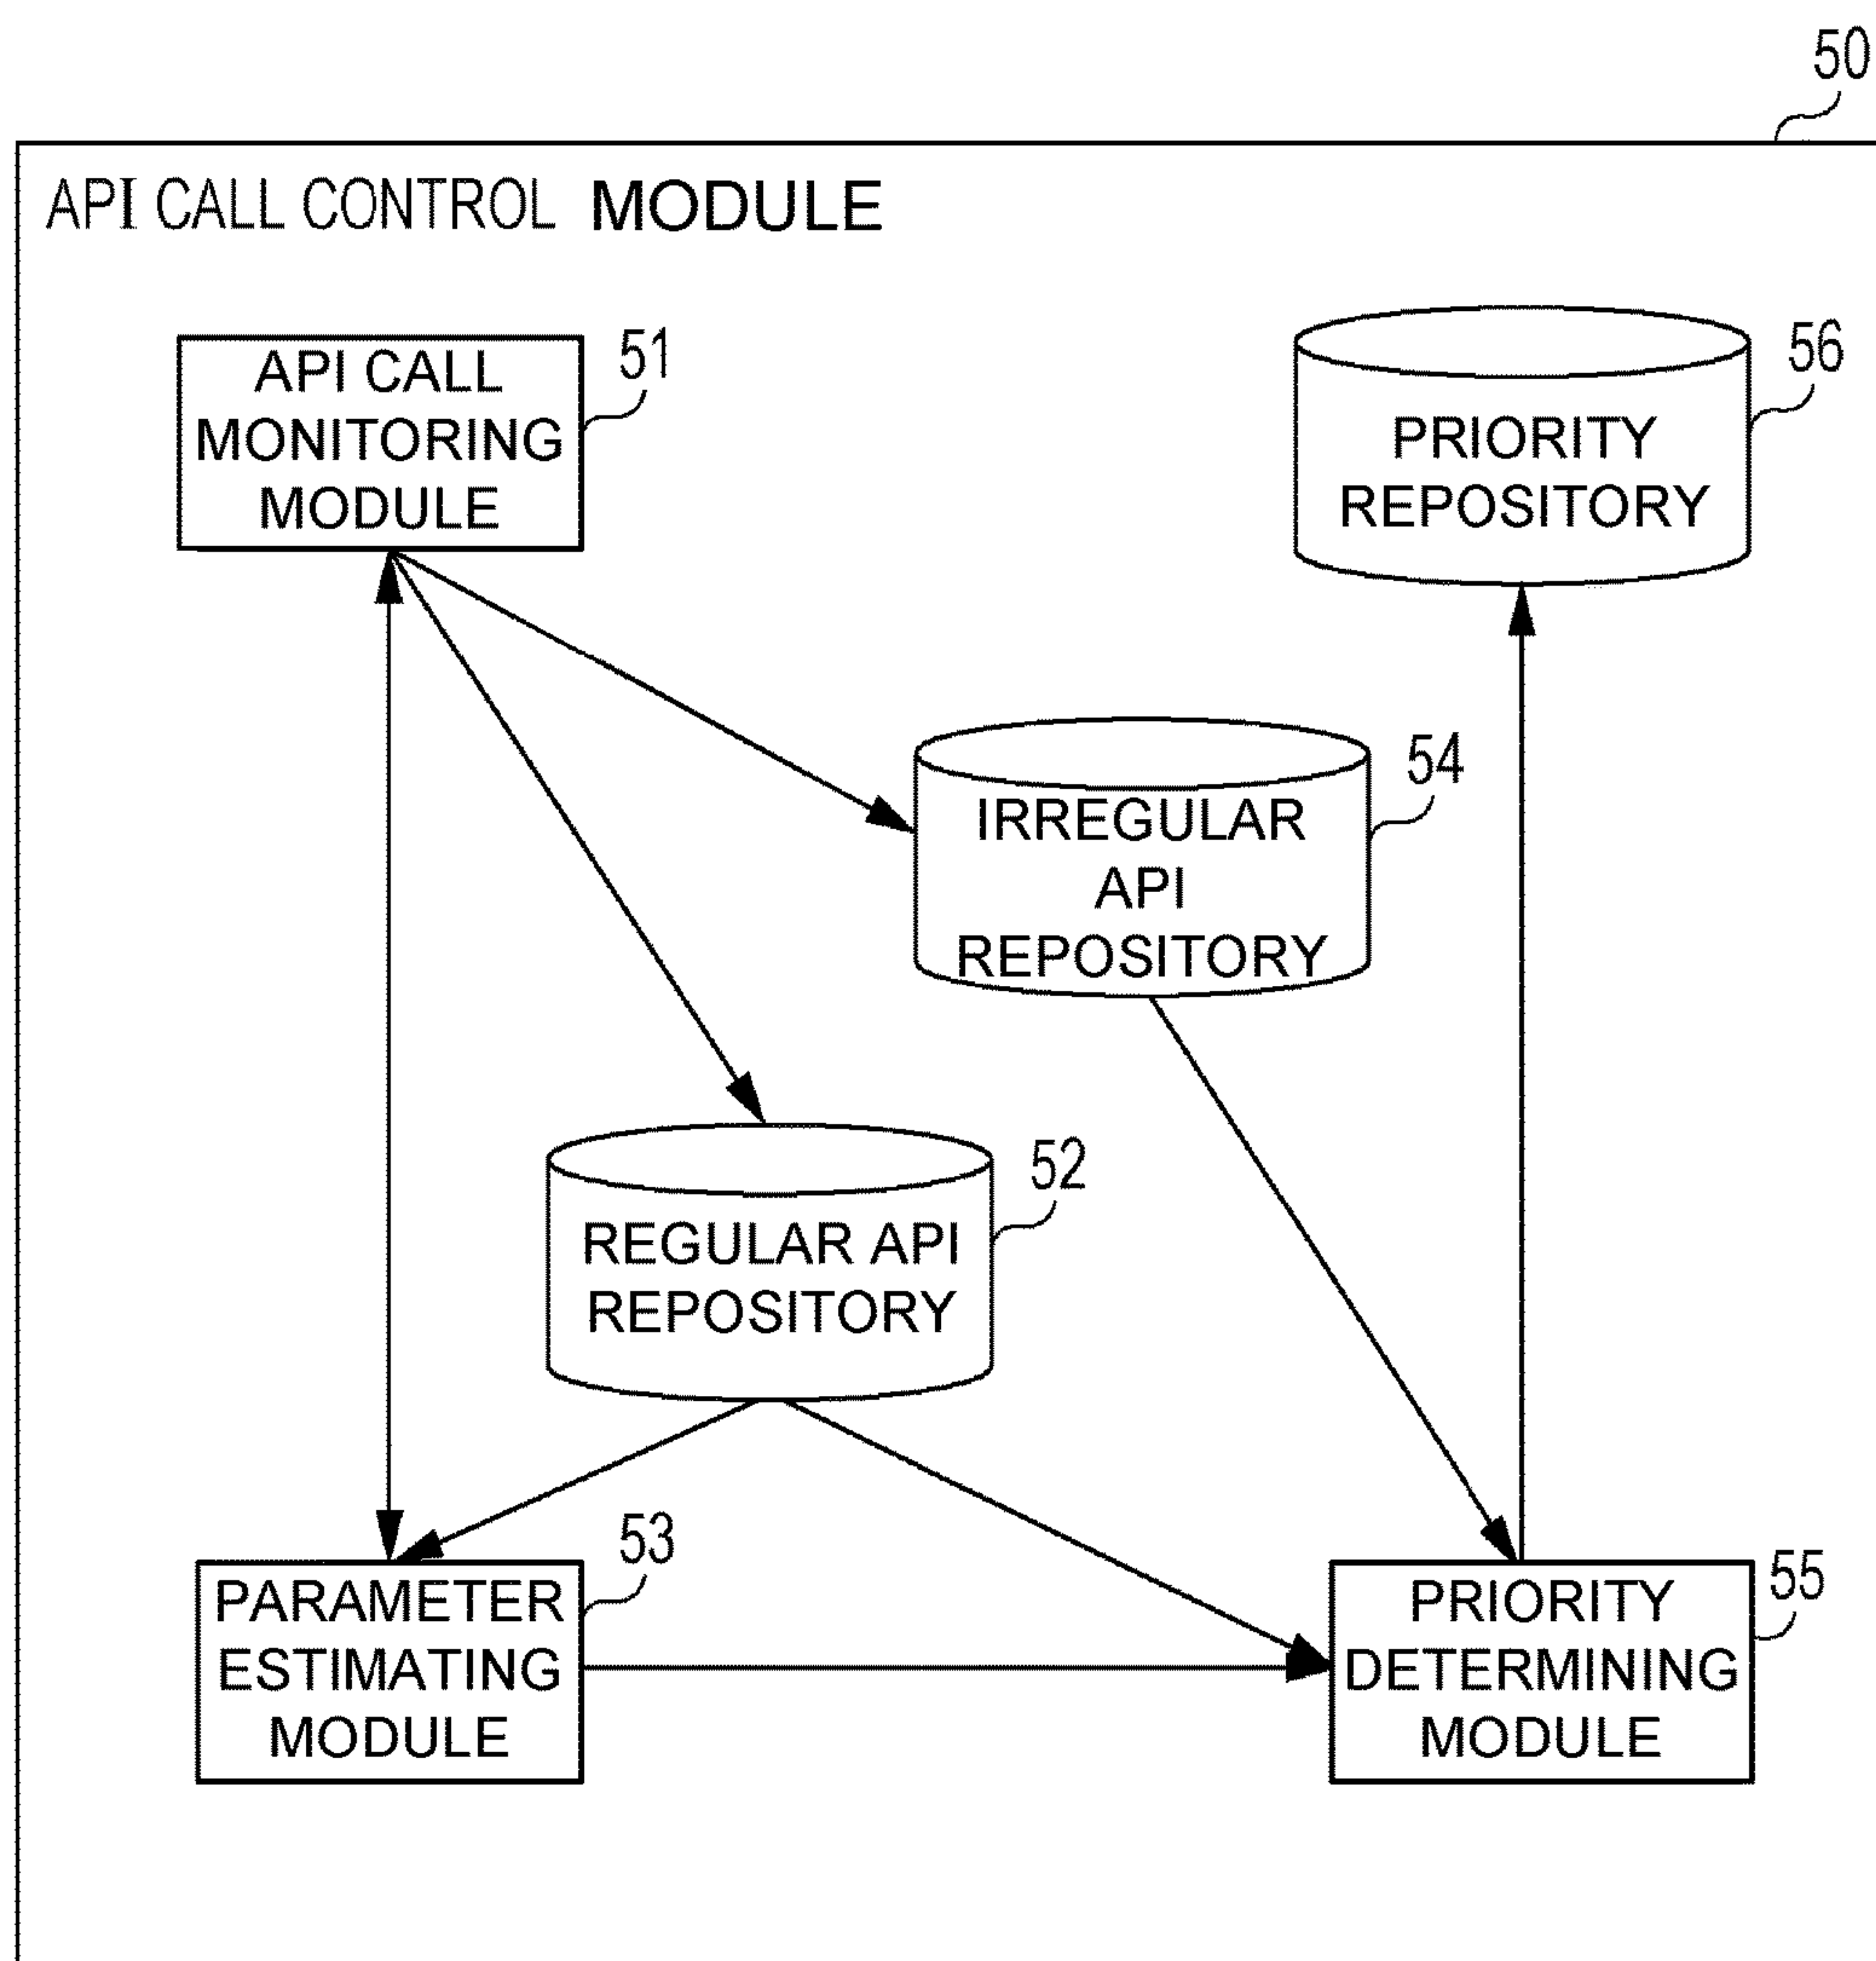 50
API CALL CONTROL MODULE
API CALL
MONITORING
MODULE
51
PRIORITY
REPOSITORY
56
IRREGULAR
API
REPOSITORY
54
REGULAR API
REPOSITORY
52
PARAMETER
ESTIMATING
MODULE
53
PRIORITY
DETERMINING
MODULE
55